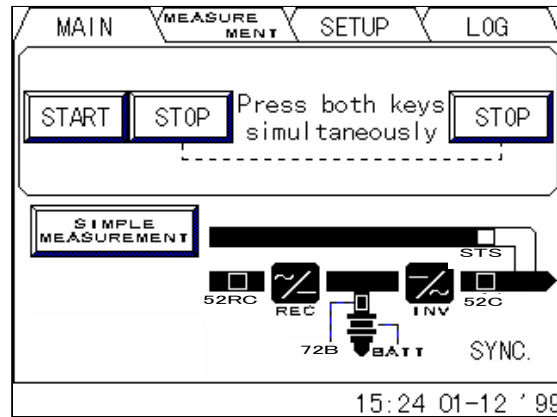 MAIN
MEASURE
MENT
SETUP
LOG
START
STOP
Press both keys
simultaneously
STOP
SIMPLE
MEASUREMENT
STS
52RC
REC
INV
52C
72B
BATT
SYNC.
15:24 01-12 '99